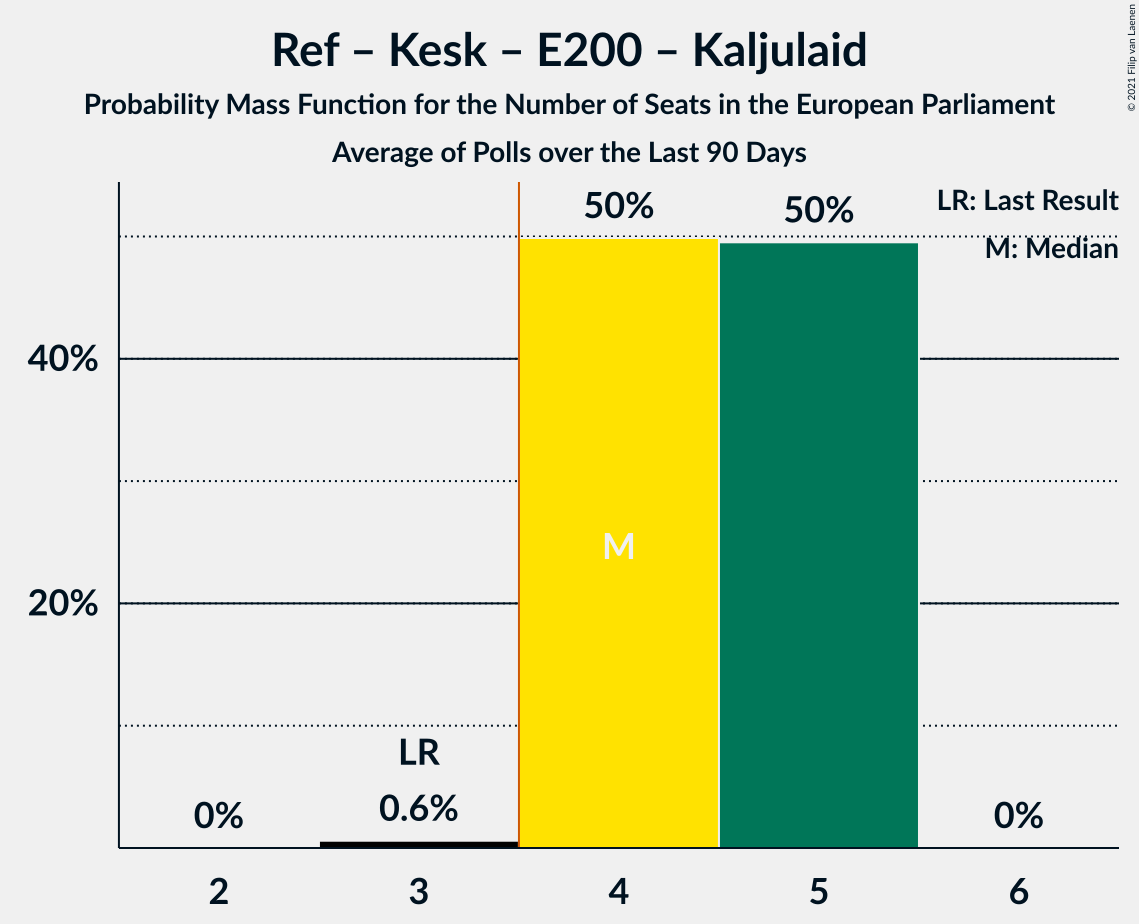 Ref – Kesk – E200 – Kaljulaid
Probability Mass Function for the Number of Seats in the European Parliament
Average of Polls over the Last 90 Days
© 2021 Filip van Laenen
LR: Last Result
M: Median
50%
50%
40%
M
20%
LR
0%
0.6%
0%
2
3
4
5
6